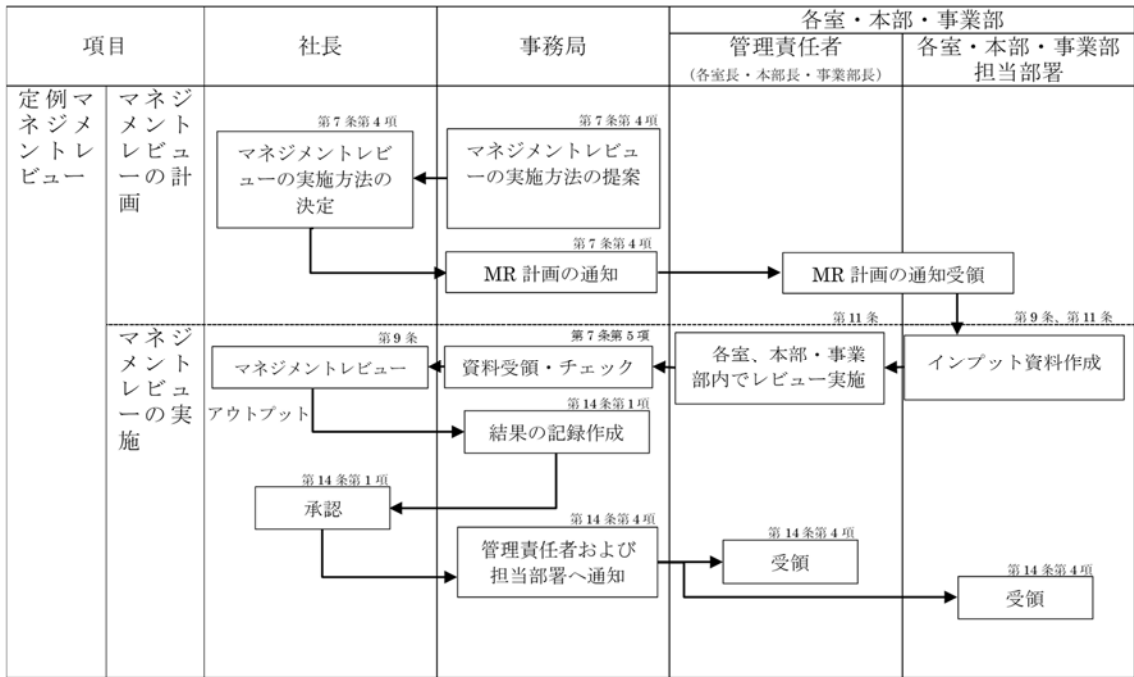 項目
社長
事務局
各室・本部・事業部
管理責任者
(各室長・本部長・事業部長)
各室・本部・事業部
担当部署
定例マ
ネジメ
ントレ
ビュー
マネジ
メント
レビュ
ーの計
画
第7条第4項
マネジメントレビ
ューの実施方法の
決定
第7条第4項
マネジメントレビュ
ーの実施方法の提案
第7条第4項
MR計画の通知
MR計画の通知受領
マネジ
メント
レビュ
ーの実
施
第9条
マネジメントレビュー
第7条第5項
資料受領・チェック
第11条
各室、本部・事業
部内でレビュー実施
第9条、第11条
インプット資料作成
アウトプット
第14条第1項
結果の記録作成
第14条第1項
承認
第14条第4項
管理責任者および
担当部署へ通知
第14条第4項
受領
第14条第4項
受領